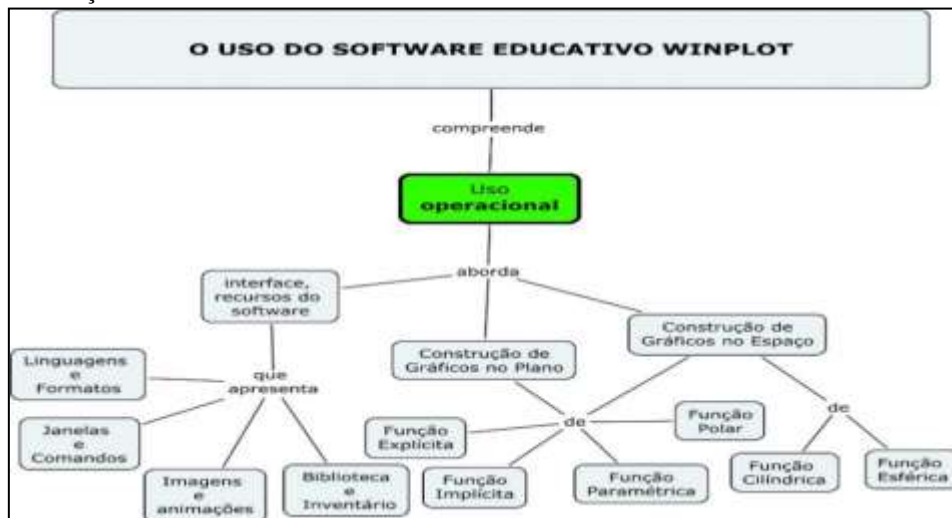 O USO DO SOFTWARE EDUCATIVO WINPLOT
compreende
Uso
operacional
aborda
interface,
recursos do
software
Construção de
Gráficos no Plano
Construção de
Gráficos no Espaço
que
apresenta
Linguagens
e
Formatos
Janelas
e
Comandos
Imagens
e
animações
Biblioteca
e
Inventário
de
Função
Explícita
Função
Implícita
Função
Paramétrica
Função
Polar
de
Função
Cilíndrica
Função
Esférica